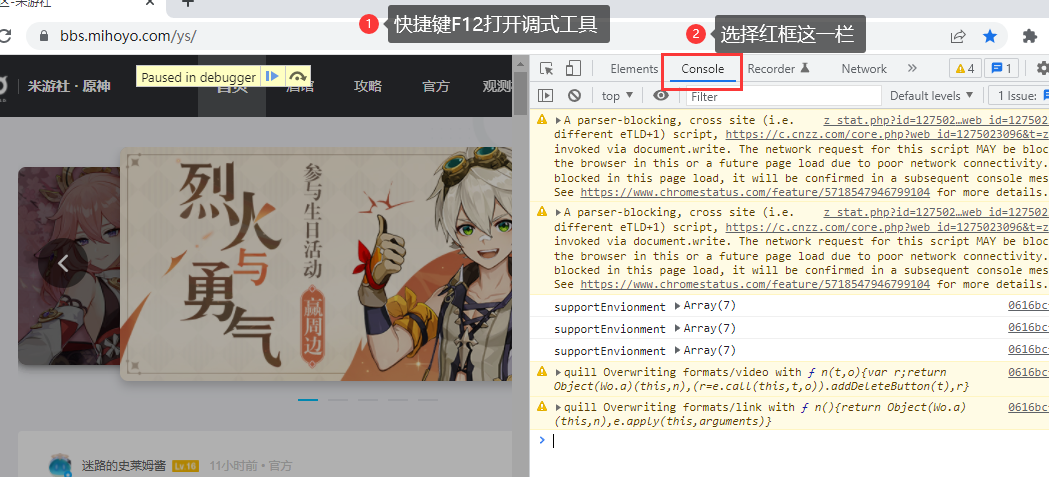 区-米游社
1 快捷键F12打开调式工具
2 选择红框这一栏
bbs.mihoyo.com/ys/
Paused in debugger
米游社·原神
首页
酒馆
攻略
官方
观测
Elements
Console
Recorder
Network
4
1
top
Filter
Default levels
1 Issue:
A parser-blocking, cross site (i.e. z_stat.php?id=127502…web_id=127502
different eTLD+1) script, https://c.cnzz.com/core.php?web_id=1275023096&t=z
invoked via document.write. The network request for this script MAY be bloc
the browser in this or a future page load due to poor network connectivity.
blocked in this page load, it will be confirmed in a subsequent console mes
See https://www.chromestatus.com/feature/5718547946799104 for more details.
A parser-blocking, cross site (i.e. z_stat.php?id=127502…web_id=127502
different eTLD+1) script, https://c.cnzz.com/core.php?web_id=1275023096&t=z
invoked via document.write. The network request for this script MAY be bloc
the browser in this or a future page load due to poor network connectivity.
blocked in this page load, it will be confirmed in a subsequent console mes
See https://www.chromestatus.com/feature/5718547946799104 for more details.
supportEnvionment Array(7) 0616bc
supportEnvionment Array(7) 0616bc
supportEnvionment Array(7) 0616bc
quill Overwriting formats/video with ƒ n(t,o){var r;return 0616bc
Object(Wo.a)(this,n),(r=e.call(this,t,o)).addDeleteButton(t),r}
quill Overwriting formats/link with ƒ n(){return Object(Wo.a) 0616bc
(this,n),e.apply(this,arguments)}
烈火与勇气
参与生日活动
赢周边
迷路的史莱姆酱 Lv.16 11小时前·官方